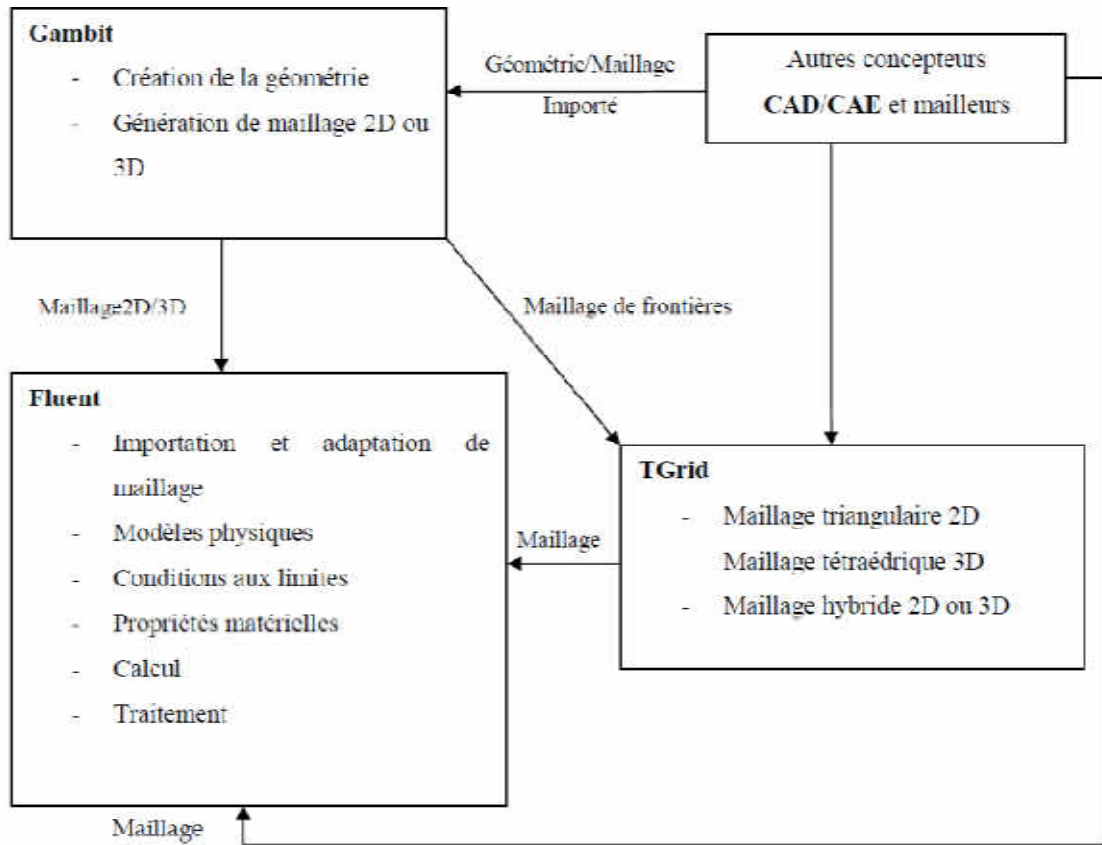 Gambit
- Création de la géométrie
- Génération de maillage 2D ou
3D
Géométric/Maillage
Importé
Autres concepteurs
CAD/CAE et mailleurs
Maillage2D/3D
Maillage de frontières
Fluent
- Importation et adaptation de
maillage
- Modèles physiques
- Conditions aux limites
- Propriétés matérielles
- Calcul
- Traitement
Maillage
TGrid
- Maillage triangulaire 2D
Maillage tétraédrique 3D
- Maillage hybride 2D ou 3D
Maillage